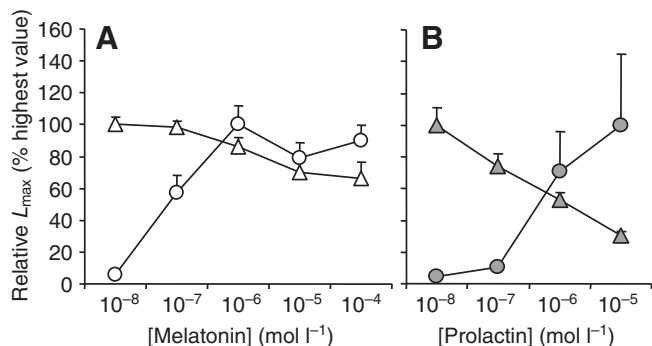 A
B
Relative Lmax (% highest value)
160
140
120
100
80
60
40
20
0
10⁻⁸ 10⁻⁷ 10⁻⁶ 10⁻⁵ 10⁻⁴
10⁻⁸ 10⁻⁷ 10⁻⁶ 10⁻⁵
[Melatonin] (mol l⁻¹)
[Prolactin] (mol l⁻¹)